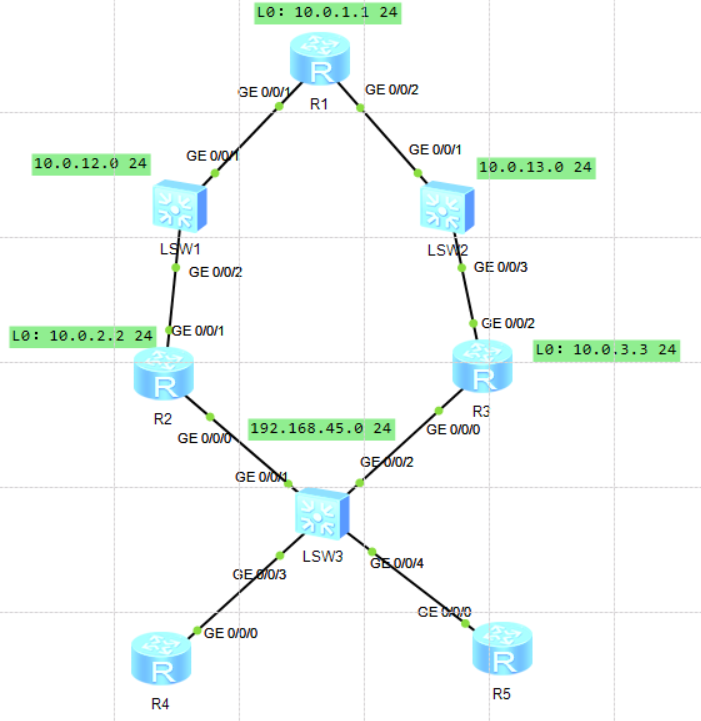 L0: 10.0.1.1 24
R
R1
GE 0/0/1
GE 0/0/2
GE 0/0/1
GE 0/0/1
10.0.12.0 24
10.0.13.0 24
LSW1
LSW2
GE 0/0/2
GE 0/0/3
GE 0/0/1
GE 0/0/2
L0: 10.0.2.2 24
L0: 10.0.3.3 24
R
R
R2
R3
GE 0/0/0
192.168.45.0 24
GE 0/0/0
GE 0/0/1
GE 0/0/2
LSW3
GE 0/0/3
GE 0/0/4
GE 0/0/0
GE 0/0/0
R
R
R4
R5